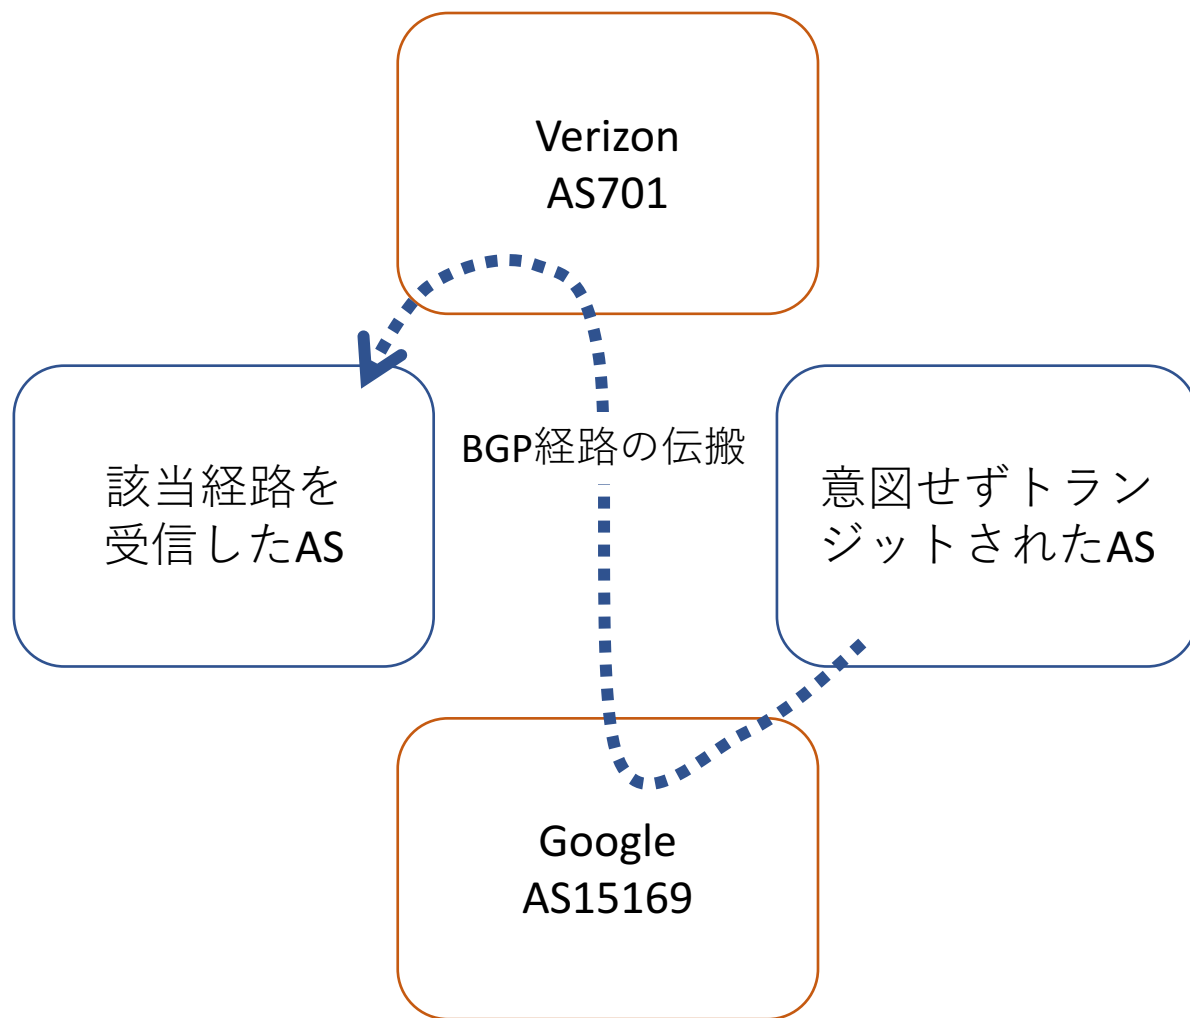 Verizon
AS701
BGP経路の伝搬
該当経路を
受信したAS
意図せずトラン
ジットされたAS
Google
AS15169